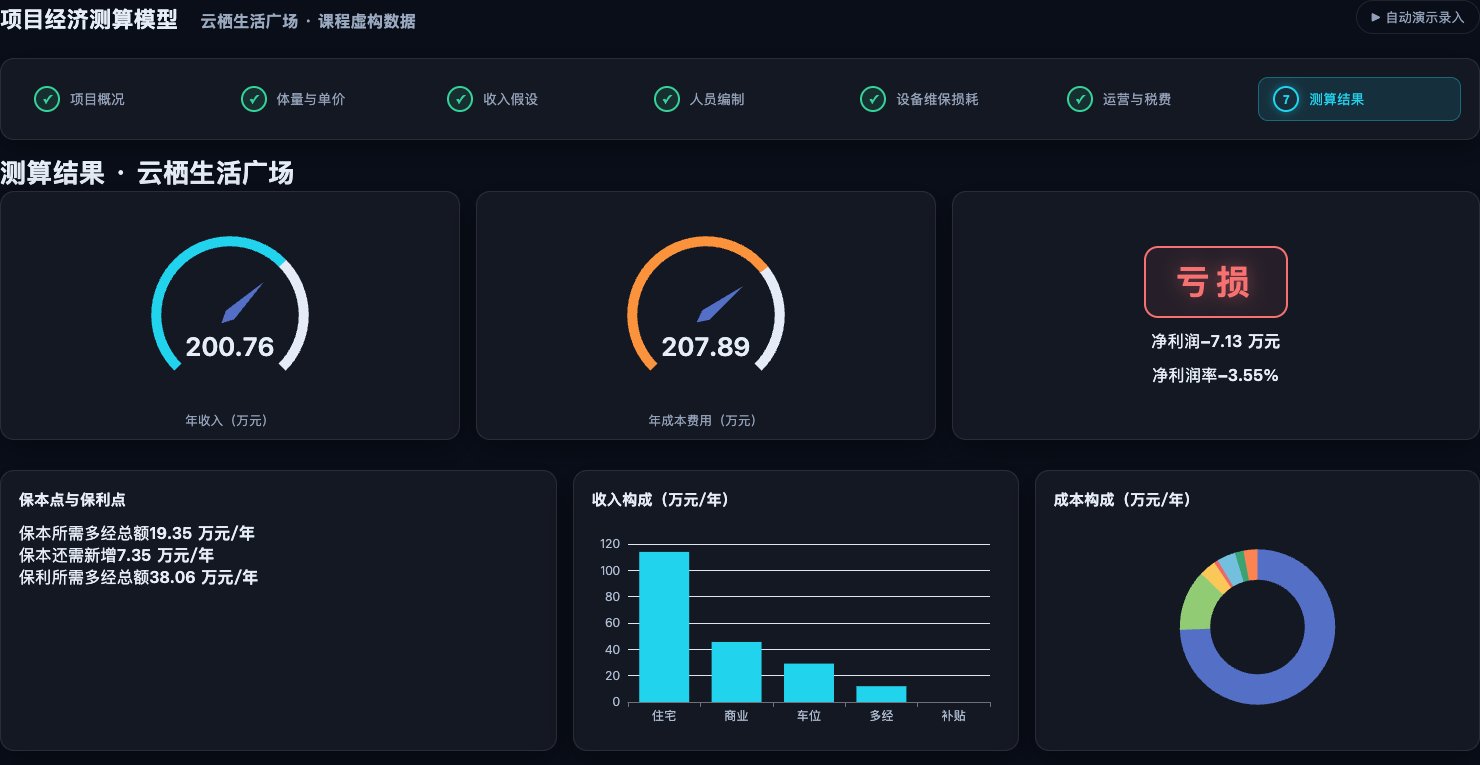 项目经济测算模型 云栖生活广场 · 课程虚构数据
▶ 自动演示录入
✓ 项目概况
✓ 体量与单价
✓ 收入假设
✓ 人员编制
✓ 设备维保损耗
✓ 运营与税费
7 测算结果
测算结果 · 云栖生活广场
200.76
年收入（万元）
207.89
年成本费用（万元）
亏损
净利润−7.13 万元
净利润率−3.55%
保本点与保利点
保本所需多经总额19.35 万元/年
保本还需新增7.35 万元/年
保利所需多经总额38.06 万元/年
收入构成（万元/年）
120
100
80
60
40
20
0
住宅 商业 车位 多经 补贴
成本构成（万元/年）